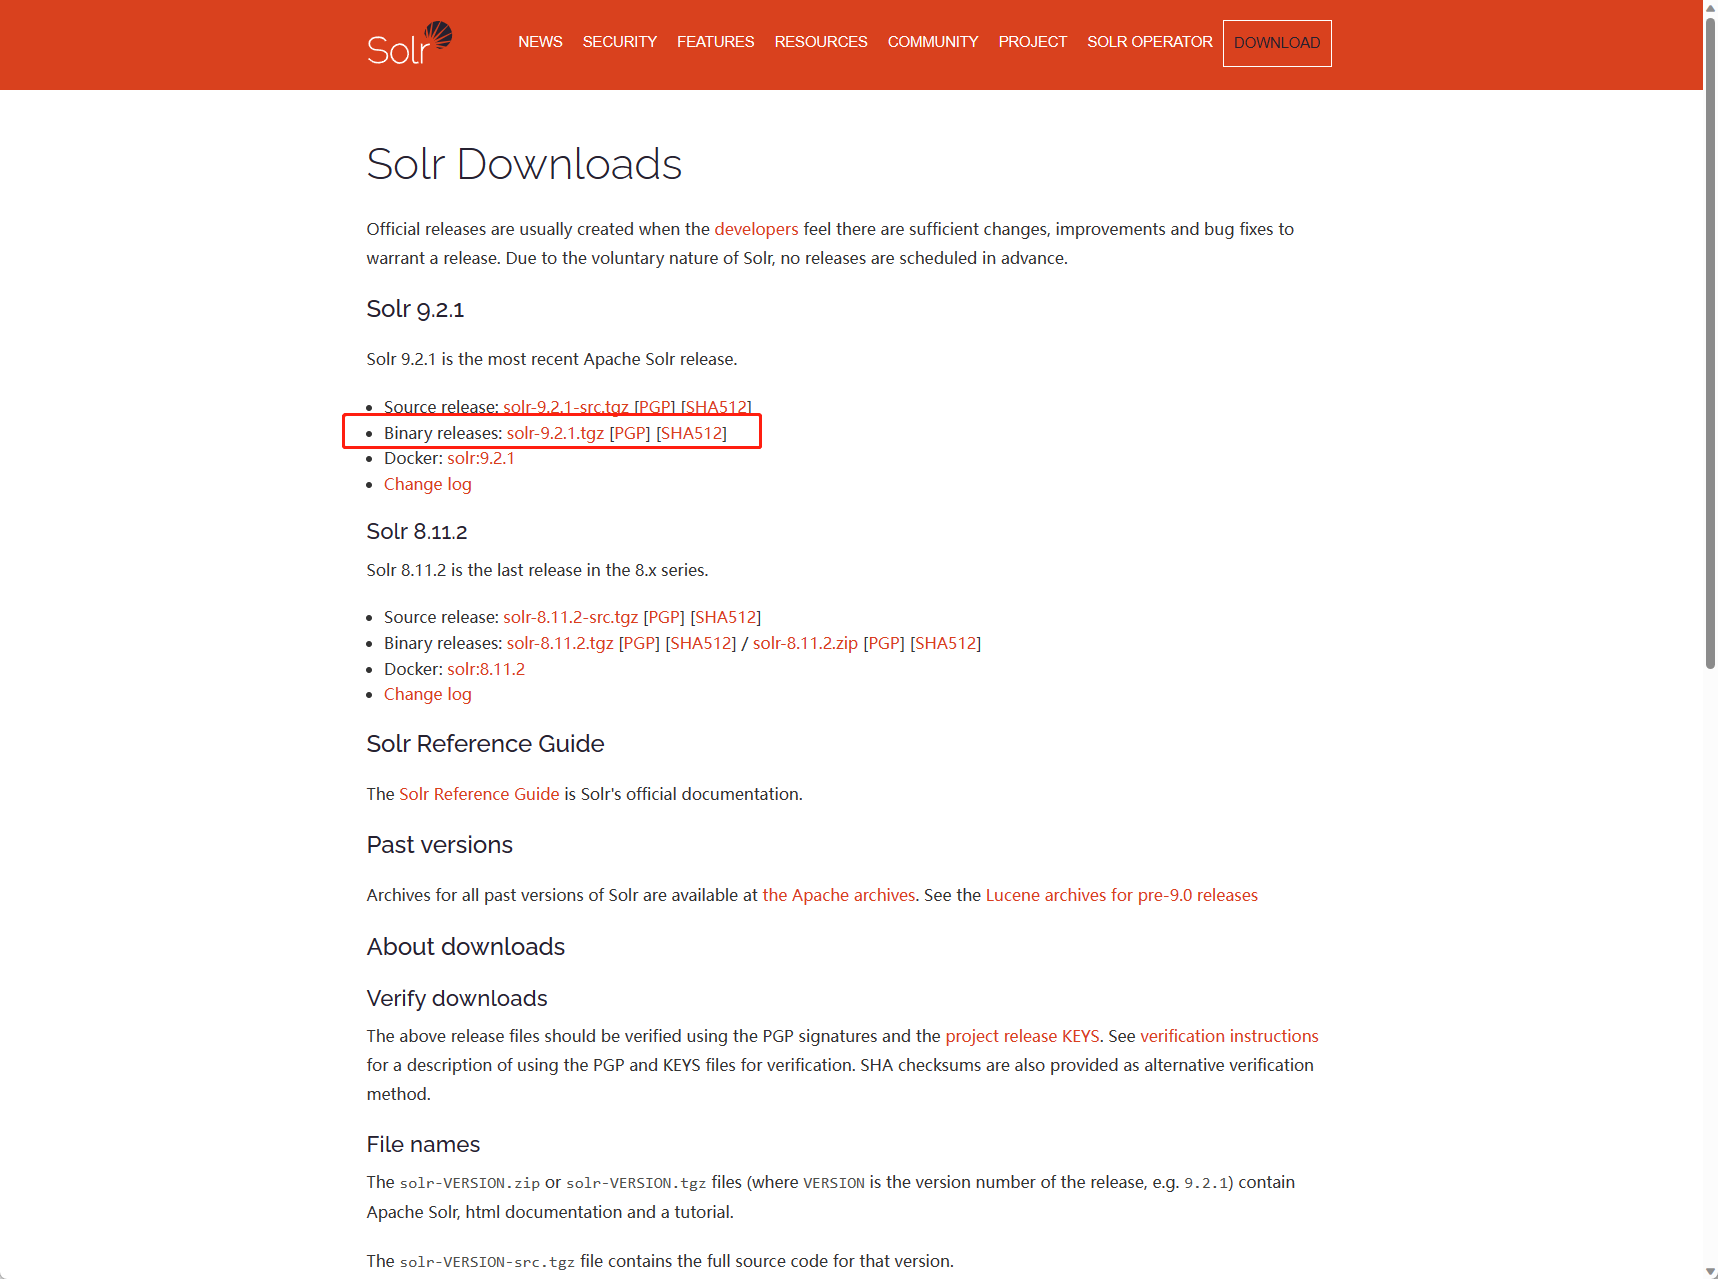 Solr
NEWS SECURITY FEATURES RESOURCES COMMUNITY PROJECT SOLR OPERATOR DOWNLOAD
Solr Downloads
Official releases are usually created when the developers feel there are sufficient changes, improvements and bug fixes to
warrant a release. Due to the voluntary nature of Solr, no releases are scheduled in advance.
Solr 9.2.1
Solr 9.2.1 is the most recent Apache Solr release.
• Source release: solr-9.2.1-src.tgz [PGP] [SHA512]
• Binary releases: solr-9.2.1.tgz [PGP] [SHA512]
• Docker: solr:9.2.1
• Change log
Solr 8.11.2
Solr 8.11.2 is the last release in the 8.x series.
• Source release: solr-8.11.2-src.tgz [PGP] [SHA512]
• Binary releases: solr-8.11.2.tgz [PGP] [SHA512] / solr-8.11.2.zip [PGP] [SHA512]
• Docker: solr:8.11.2
• Change log
Solr Reference Guide
The Solr Reference Guide is Solr's official documentation.
Past versions
Archives for all past versions of Solr are available at the Apache archives. See the Lucene archives for pre-9.0 releases
About downloads
Verify downloads
The above release files should be verified using the PGP signatures and the project release KEYS. See verification instructions
for a description of using the PGP and KEYS files for verification. SHA checksums are also provided as alternative verification
method.
File names
The solr-VERSION.zip or solr-VERSION.tgz files (where VERSION is the version number of the release, e.g. 9.2.1) contain
Apache Solr, html documentation and a tutorial.
The solr-VERSION-src.tgz file contains the full source code for that version.